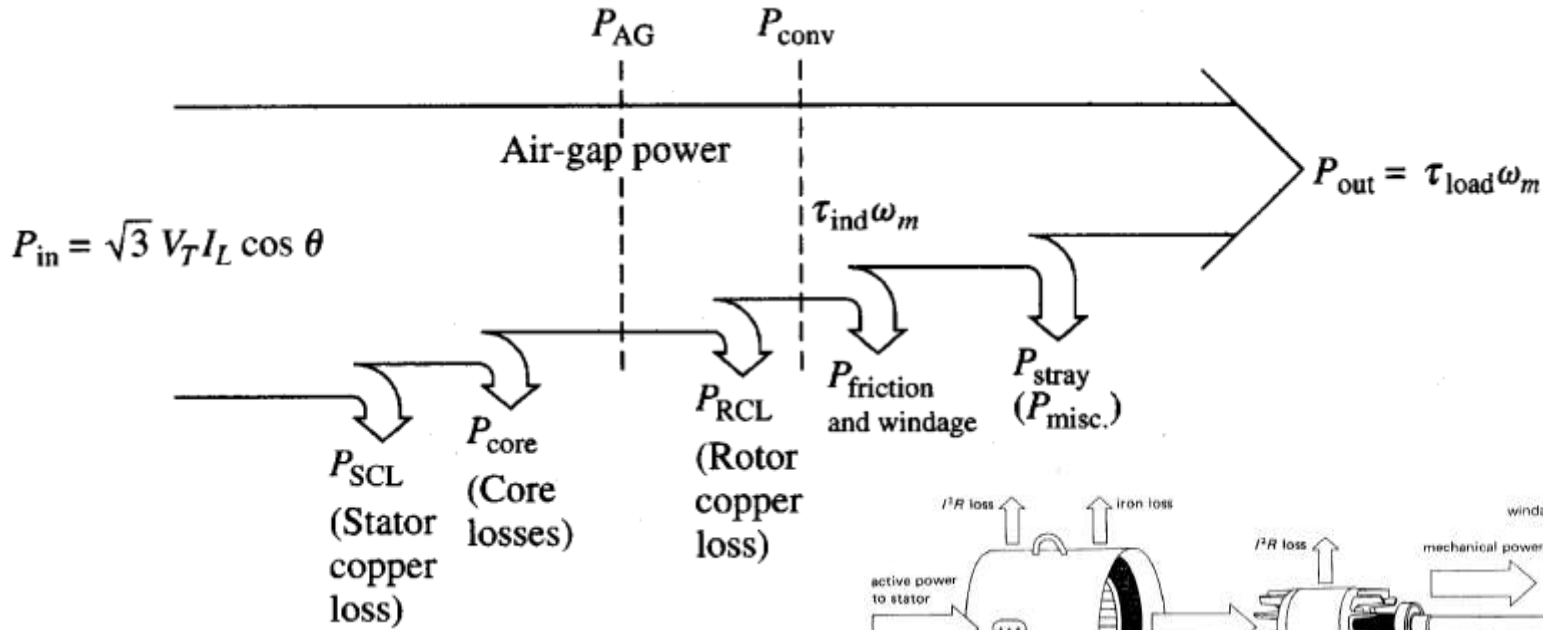 P_AG
P_conv
Air-gap power
P_out = τ_load ω_m
τ_ind ω_m
P_in = √3 V_T I_L cos θ
P_SCL
(Stator
copper
loss)
P_core
(Core
losses)
P_RCL
(Rotor
copper
loss)
P_friction
and windage
P_stray
(P_misc.)
I²R loss
iron loss
active power
to stator
I²R loss
mechanical power